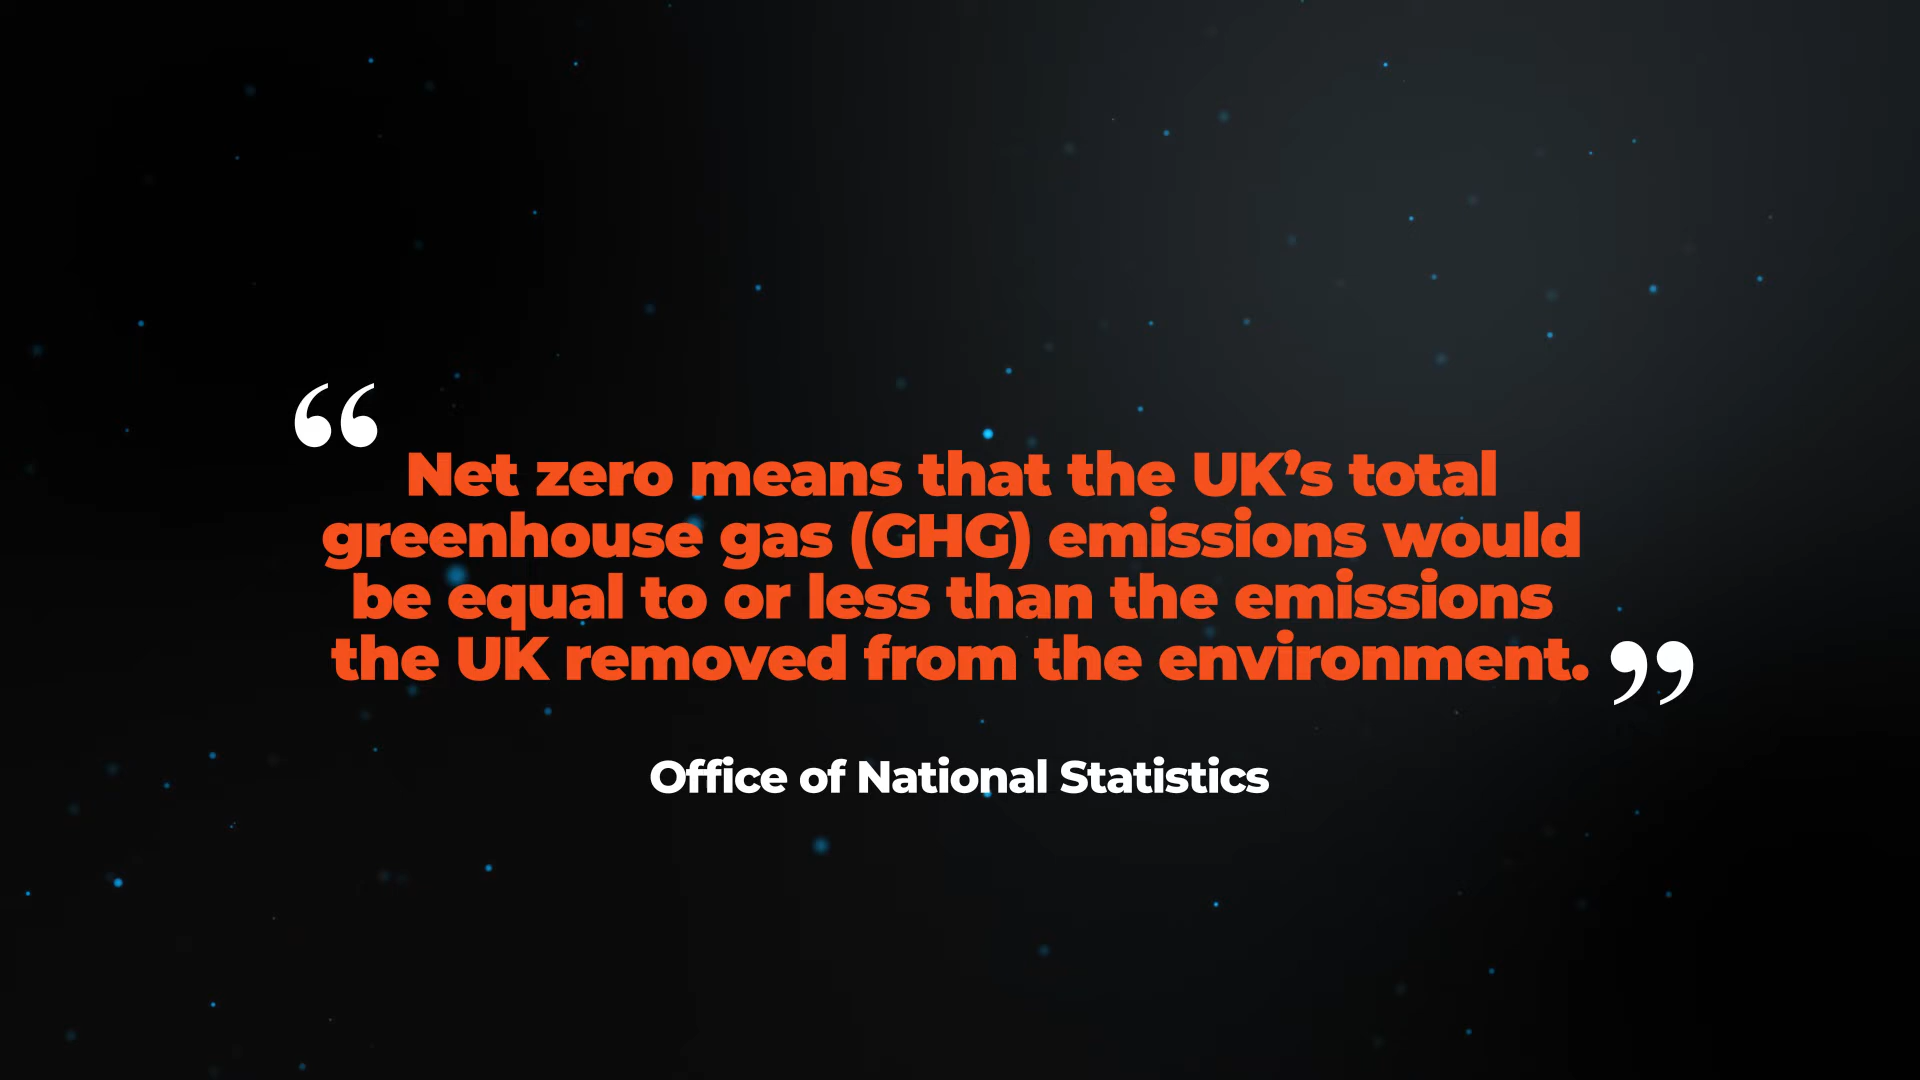 “Net zero means that the UK’s total
greenhouse gas (GHG) emissions would
be equal to or less than the emissions
the UK removed from the environment.”
Office of National Statistics